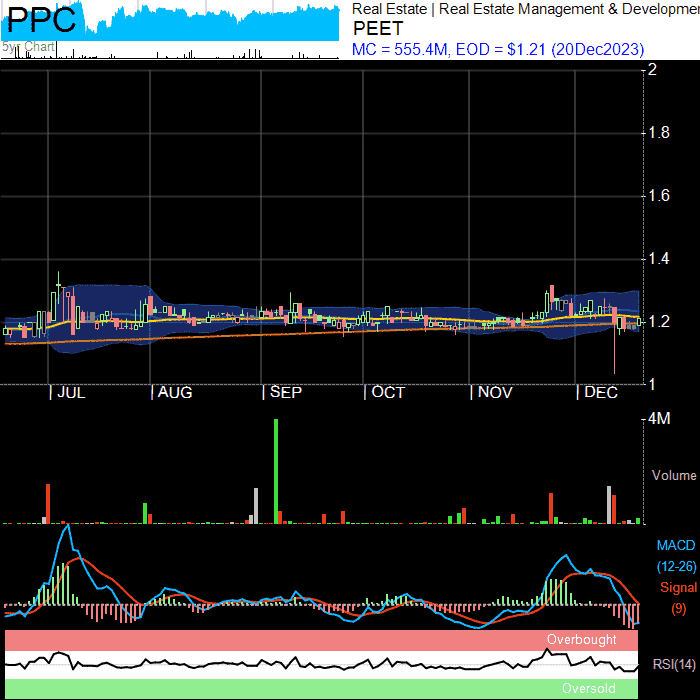 PPC
5yr Chart
Real Estate | Real Estate Management & Developmen
PEET
MC = 555.4M, EOD = $1.21 (20Dec2023)
2
1.8
1.6
1.4
1.2
1
| JUL | AUG | SEP | OCT | NOV | DEC
4M
Volume
MACD
(12-26)
Signal
(9)
Overbought
RSI(14)
Oversold